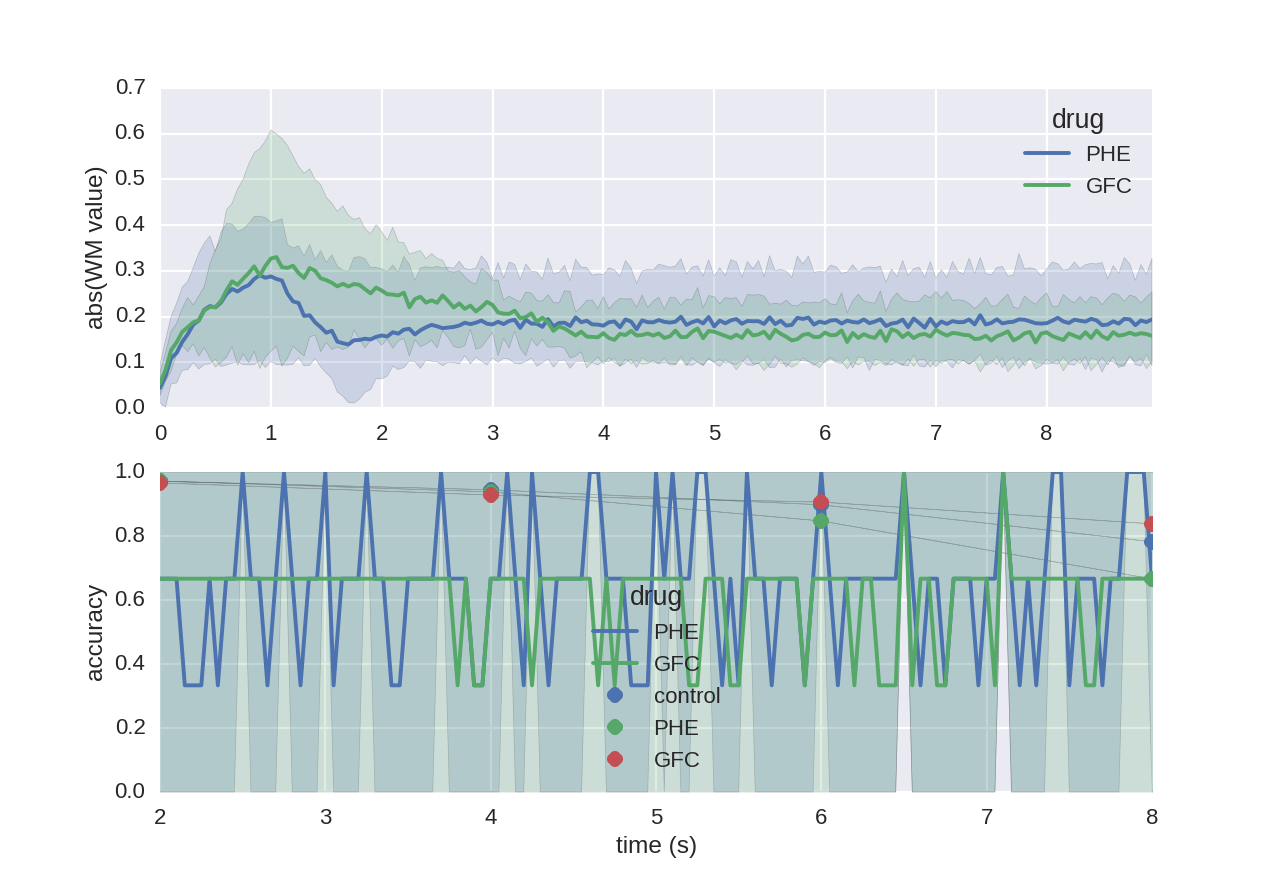 0.7
0.6
0.5
0.4
0.3
0.2
0.1
0.0
abs(WM value)
drug
PHE
GFC
0 1 2 3 4 5 6 7 8
1.0
0.8
0.6
0.4
0.2
0.0
accuracy
drug
PHE
GFC
control
PHE
GFC
2 3 4 5 6 7 8
time (s)